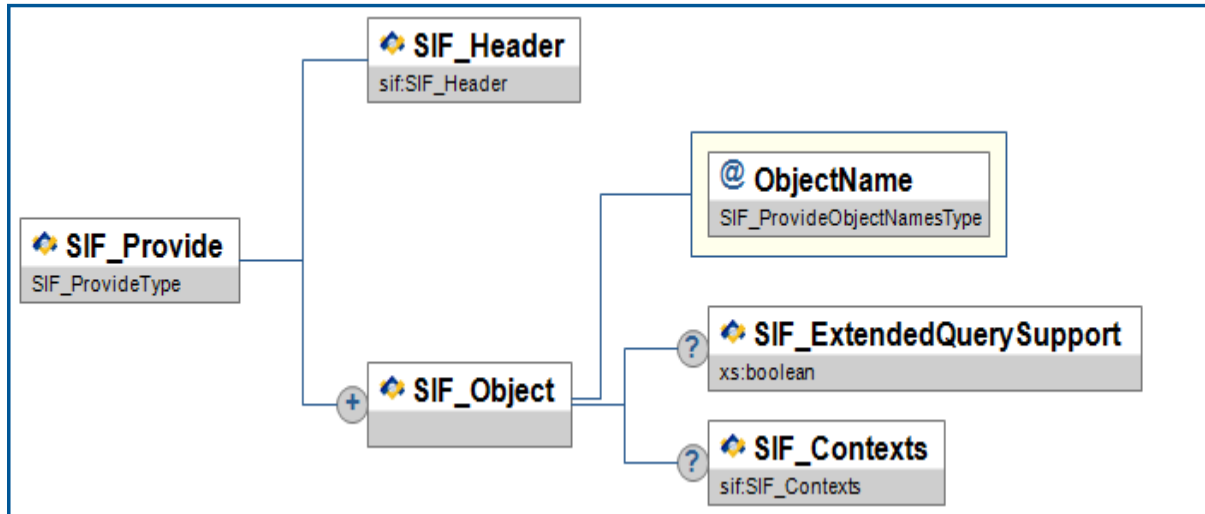 SIF_Header
sif:SIF_Header
@ ObjectName
SIF_ProvideObjectNamesType
SIF_Provide
SIF_ProvideType
? SIF_ExtendedQuerySupport
xs:boolean
+ SIF_Object
? SIF_Contexts
sif:SIF_Contexts